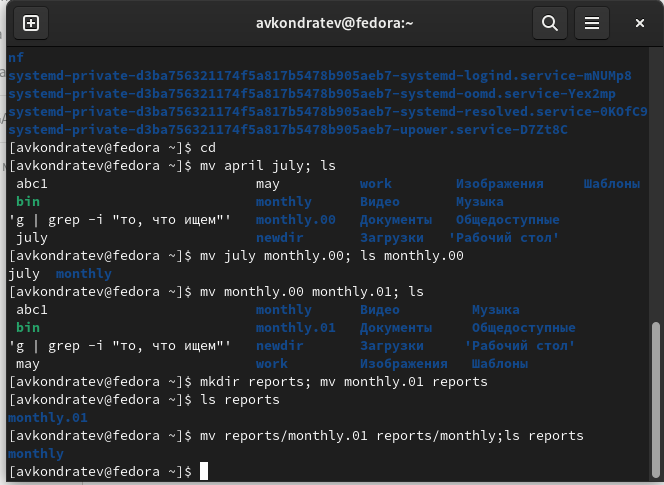 avkondratev@fedora:~
nf
systemd-private-d3ba756321174f5a817b5478b905aeb7-systemd-logind.service-mNUMp8
systemd-private-d3ba756321174f5a817b5478b905aeb7-systemd-oomd.service-Yex2mp
systemd-private-d3ba756321174f5a817b5478b905aeb7-systemd-resolved.service-0KOfC9
systemd-private-d3ba756321174f5a817b5478b905aeb7-upower.service-D7Zt8C
[avkondratev@fedora ~]$ cd
[avkondratev@fedora ~]$ mv april july; ls
abc1 may work Изображения Шаблоны
bin monthly Видео Музыка
'g | grep -i "то, что ищем"' monthly.00 Документы Общедоступные
july newdir Загрузки 'Рабочий стол'
[avkondratev@fedora ~]$ mv july monthly.00; ls monthly.00
july monthly
[avkondratev@fedora ~]$ mv monthly.00 monthly.01; ls
abc1 monthly Видео Музыка
bin monthly.01 Документы Общедоступные
'g | grep -i "то, что ищем"' newdir Загрузки 'Рабочий стол'
may work Изображения Шаблоны
[avkondratev@fedora ~]$ mkdir reports; mv monthly.01 reports
[avkondratev@fedora ~]$ ls reports
monthly.01
[avkondratev@fedora ~]$ mv reports/monthly.01 reports/monthly;ls reports
monthly
[avkondratev@fedora ~]$